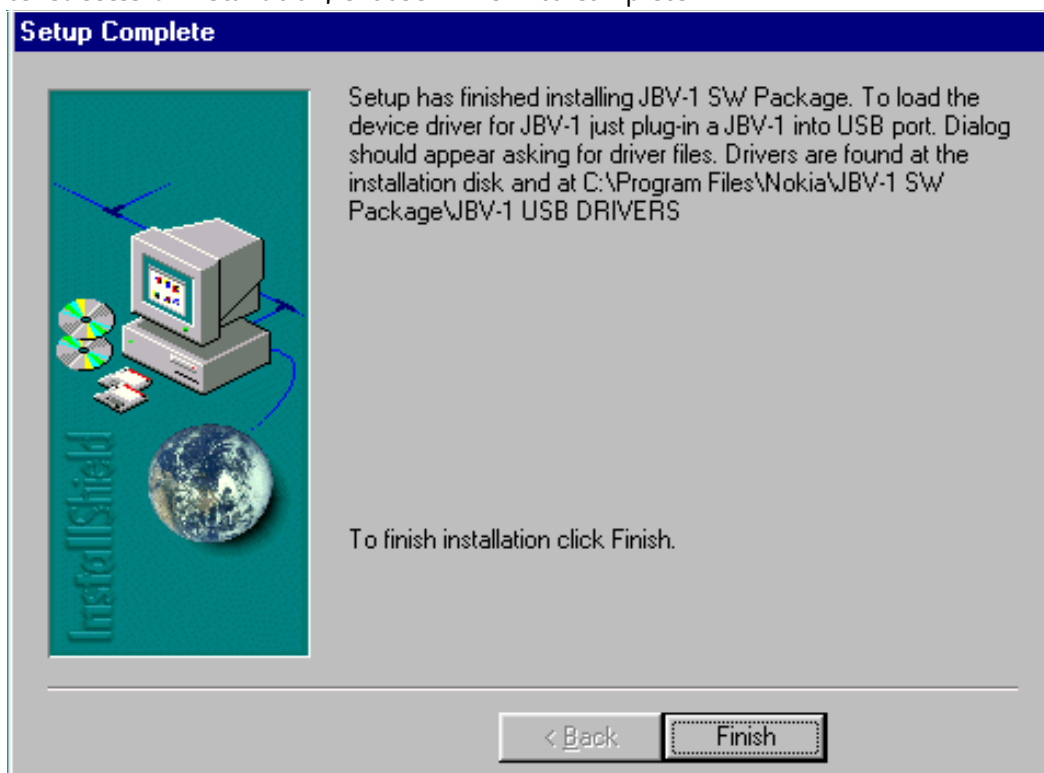 Setup Complete
Setup has finished installing JBV-1 SW Package. To load the
device driver for JBV-1 just plug-in a JBV-1 into USB port. Dialog
should appear asking for driver files. Drivers are found at the
installation disk and at C:\Program Files\Nokia\JBV-1 SW
Package\JBV-1 USB DRIVERS
InstallShield
To finish installation click Finish.
< Back
Finish